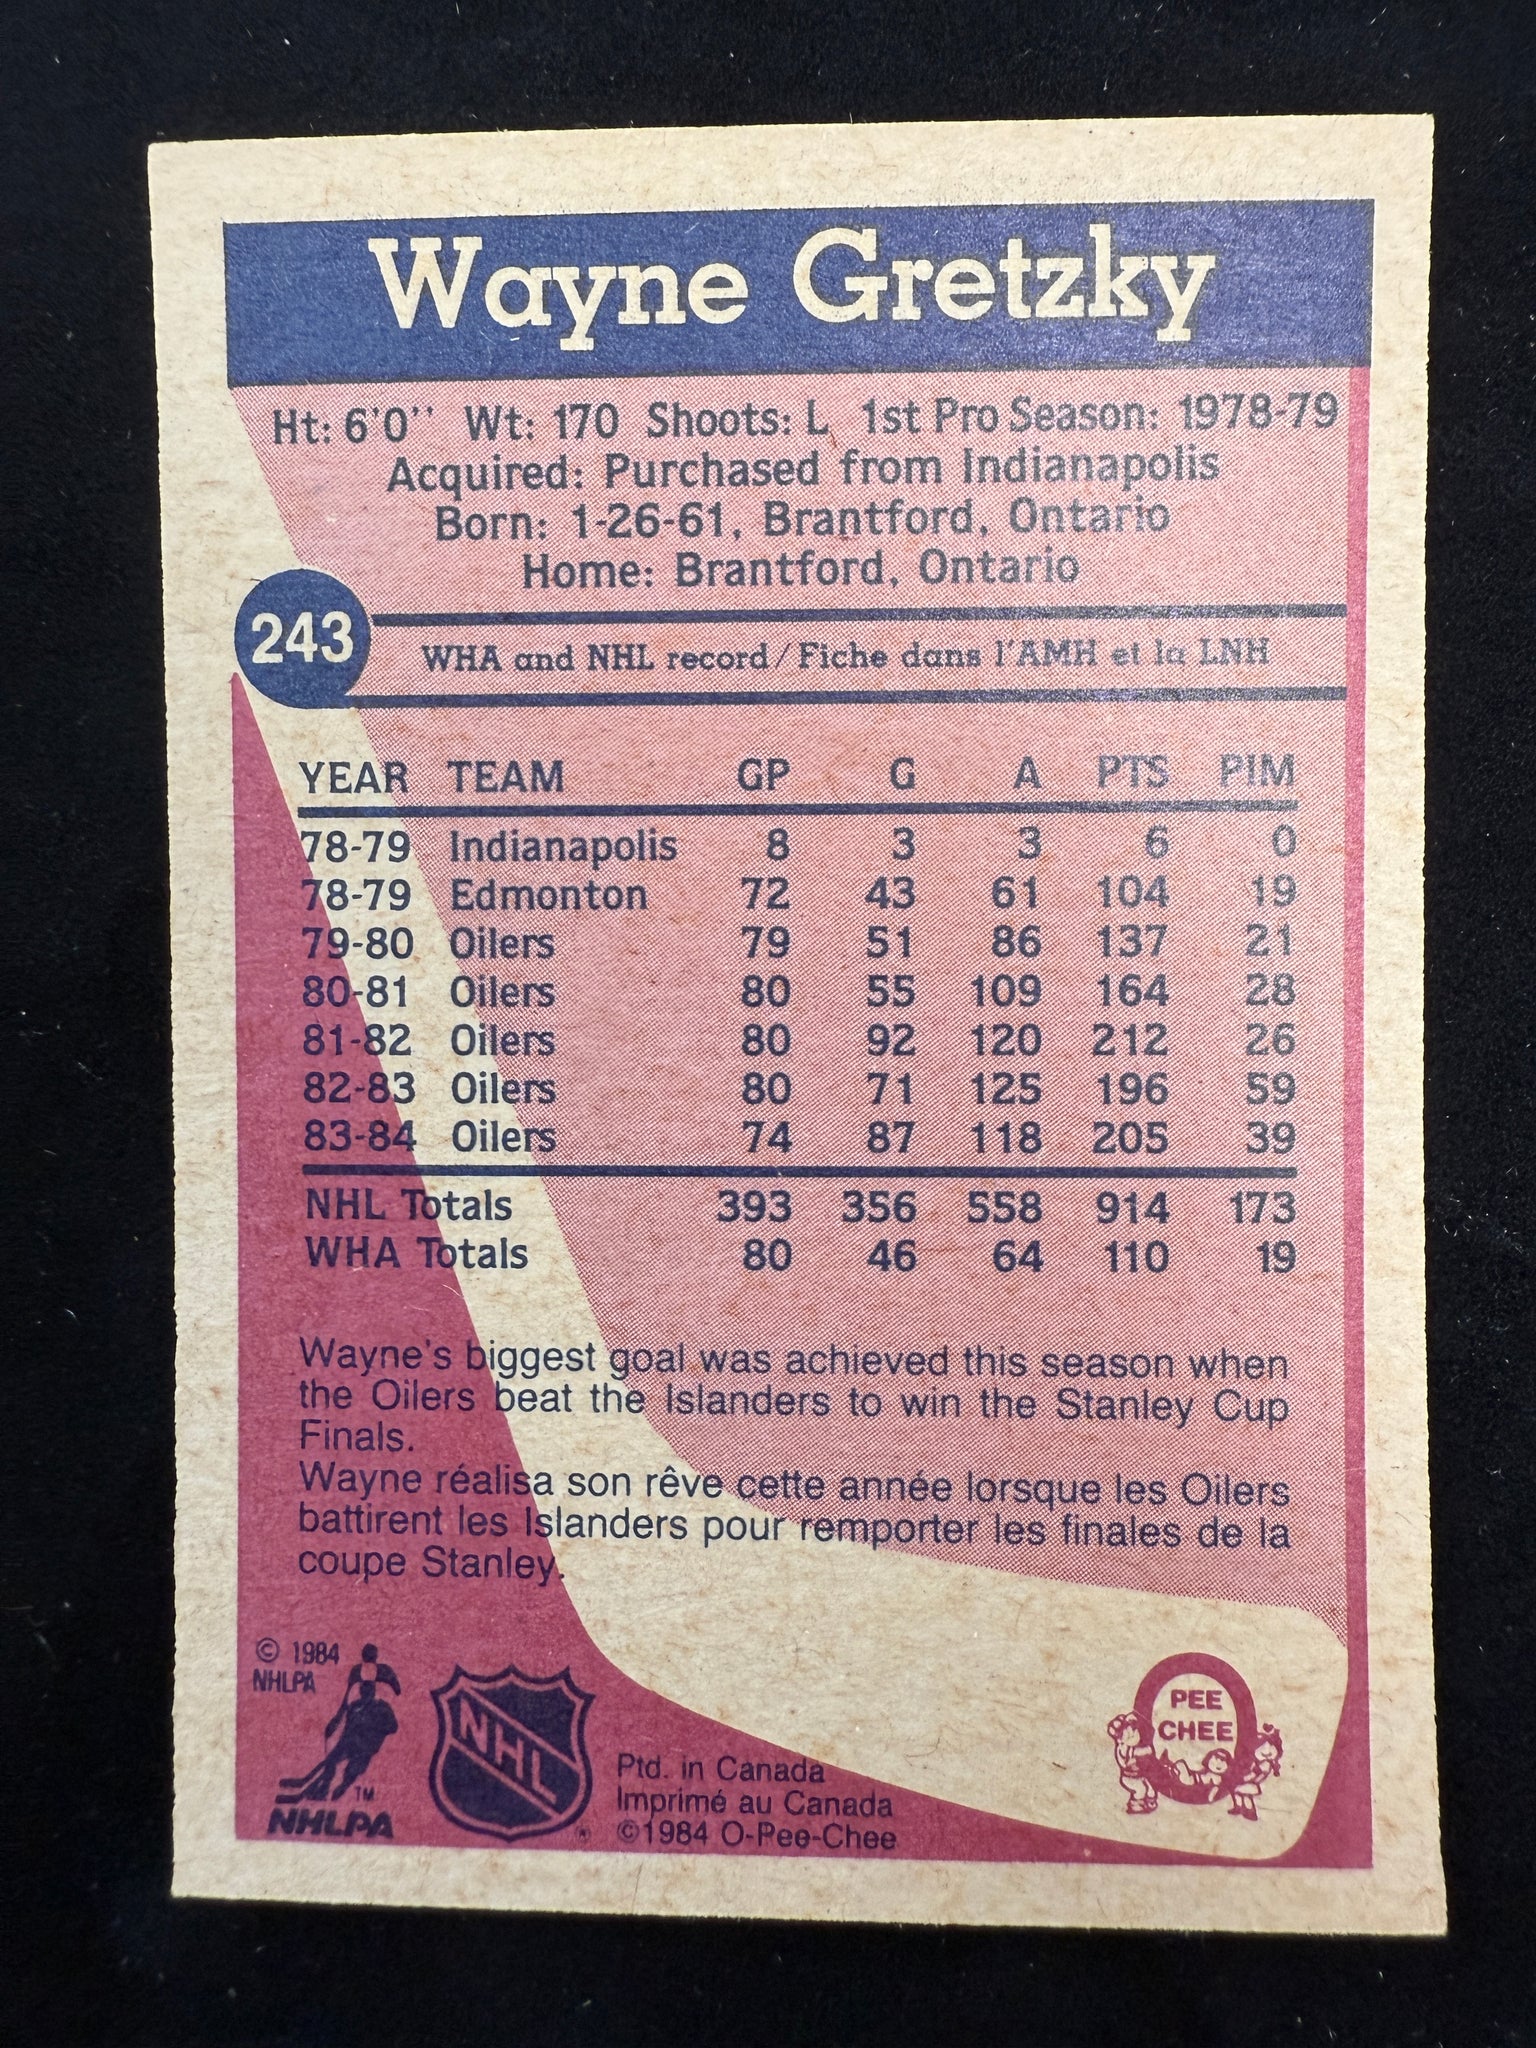 Wayne Gretzky
Ht: 6'0'' Wt: 170 Shoots: L 1st Pro Season: 1978-79
Acquired: Purchased from Indianapolis
Born: 1-26-61, Brantford, Ontario
Home: Brantford, Ontario
243
WHA and NHL record/Fiche dans l'AMH et la LNH
YEAR TEAM GP G A PTS PIM
78-79 Indianapolis 8 3 3 6 0
78-79 Edmonton 72 43 61 104 19
79-80 Oilers 79 51 86 137 21
80-81 Oilers 80 55 109 164 28
81-82 Oilers 80 92 120 212 26
82-83 Oilers 80 71 125 196 59
83-84 Oilers 74 87 118 205 39
NHL Totals 393 356 558 914 173
WHA Totals 80 46 64 110 19
Wayne's biggest goal was achieved this season when
the Oilers beat the Islanders to win the Stanley Cup
Finals.
Wayne réalisa son rêve cette année lorsque les Oilers
battirent les Islanders pour remporter les finales de la
coupe Stanley.
© 1984
NHLPA
TM
NHLPA
NHL
®
Ptd. in Canada
Imprimé au Canada
©1984 O-Pee-Chee
PEE
CHEE